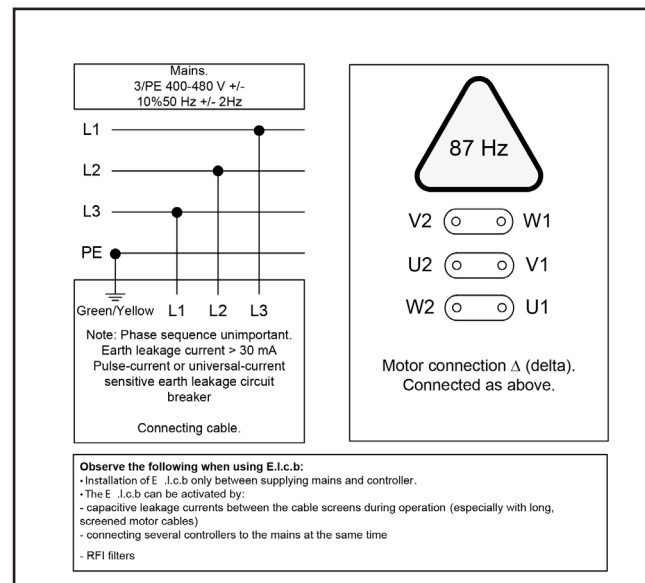 Mains.
3/PE 400-480 V +/-
10%50 Hz +/- 2Hz
L1
L2
L3
PE
Green/Yellow L1 L2 L3
Note: Phase sequence unimportant.
Earth leakage current > 30 mA
Pulse-current or universal-current
sensitive earth leakage circuit
breaker
Connecting cable.
87 Hz
V2 W1
U2 V1
W2 U1
Motor connection Δ (delta).
Connected as above.
Observe the following when using E.l.c.b:
• Installation of E .l.c.b only between supplying mains and controller.
• The E .l.c.b can be activated by:
- capacitive leakage currents between the cable screens during operation (especially with long,
screened motor cables)
- connecting several controllers to the mains at the same time
- RFI filters